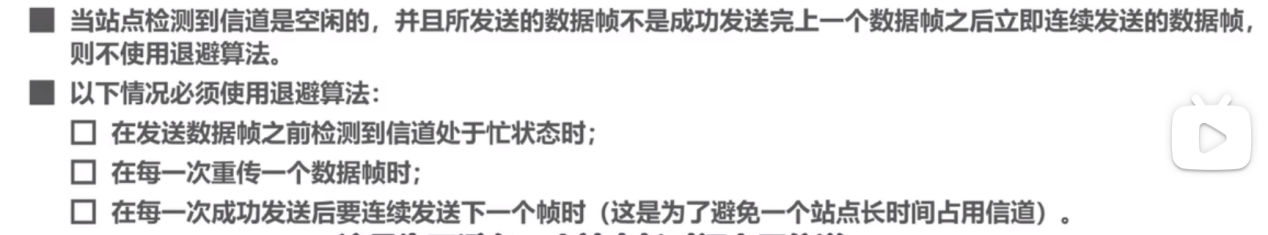 当站点检测到信道是空闲的，并且所发送的数据帧不是成功发送完上一个数据帧之后立即连续发送的数据帧，
则不使用退避算法。
以下情况必须使用退避算法：
在发送数据帧之前检测到信道处于忙状态时；
在每一次重传一个数据帧时；
在每一次成功发送后要连续发送下一个帧时（这是为了避免一个站点长时间占用信道）。